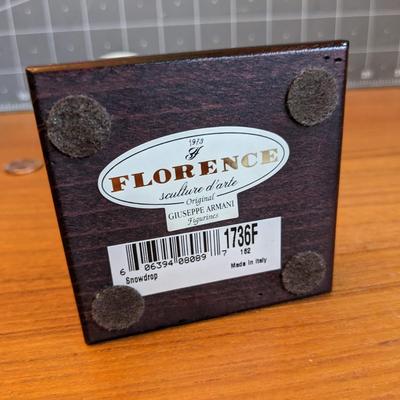 1973
FLORENCE
sculture d'arte
Original
GIUSEPPE ARMANI
Figurines
1736F
6 06394 08089 7
182
Snowdrop
Made in Italy